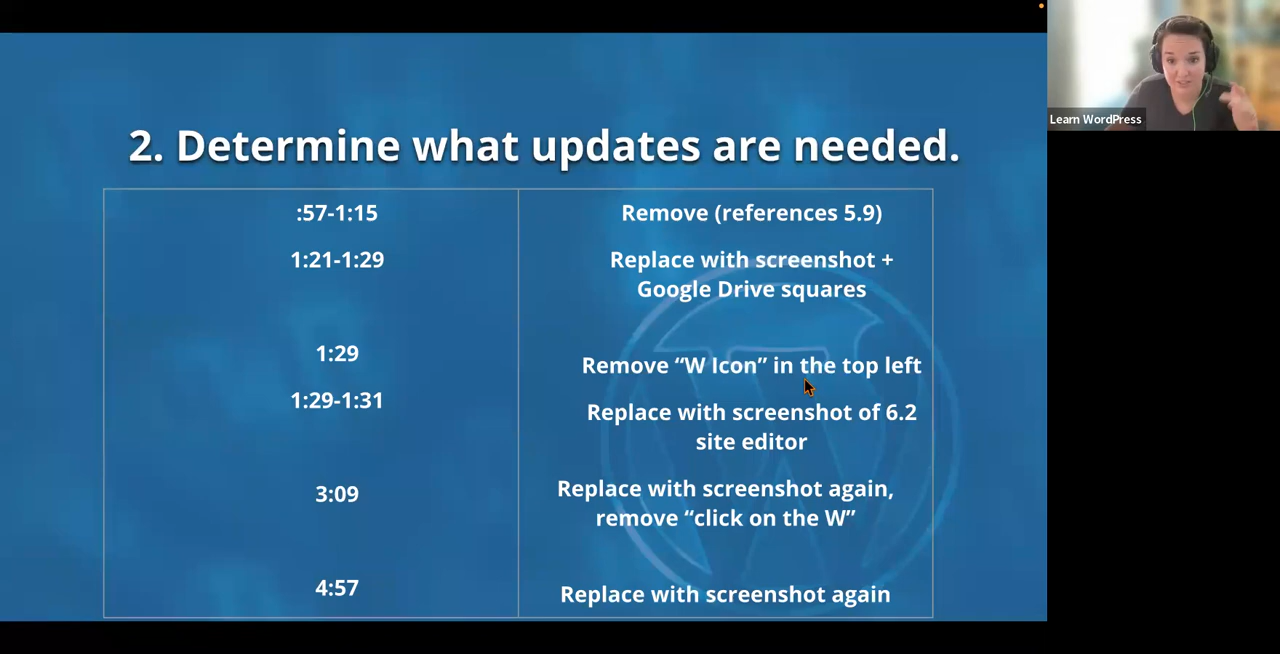 2. Determine what updates are needed.
:57-1:15
Remove (references 5.9)
1:21-1:29
Replace with screenshot +
Google Drive squares
1:29
Remove “W Icon” in the top left
1:29-1:31
Replace with screenshot of 6.2
site editor
3:09
Replace with screenshot again,
remove “click on the W”
4:57
Replace with screenshot again
Learn WordPress